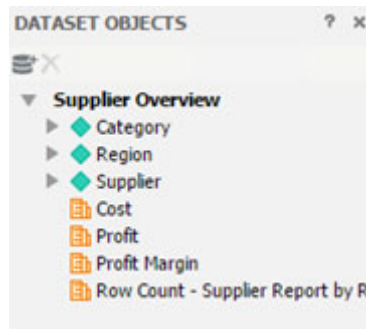 DATASET OBJECTS ? ×
Supplier Overview
Category
Region
Supplier
Cost
Profit
Profit Margin
Row Count - Supplier Report by R